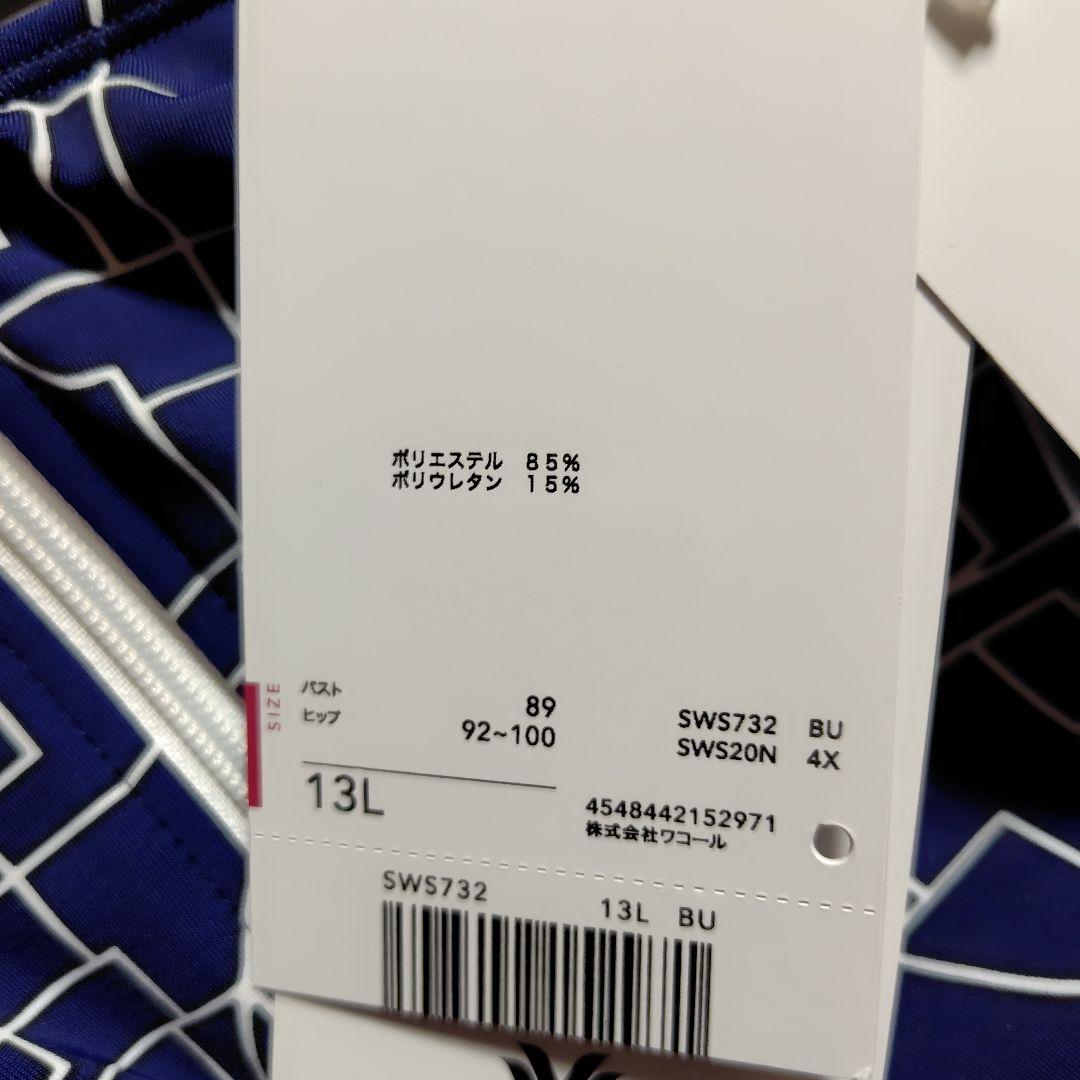 ポリエステル 85%
ポリウレタン 15%
SIZE
バスト 89
ヒップ 92~100
13L
SWS732 BU
SWS20N 4X
4548442152971
株式会社ワコール
SWS732 13L BU